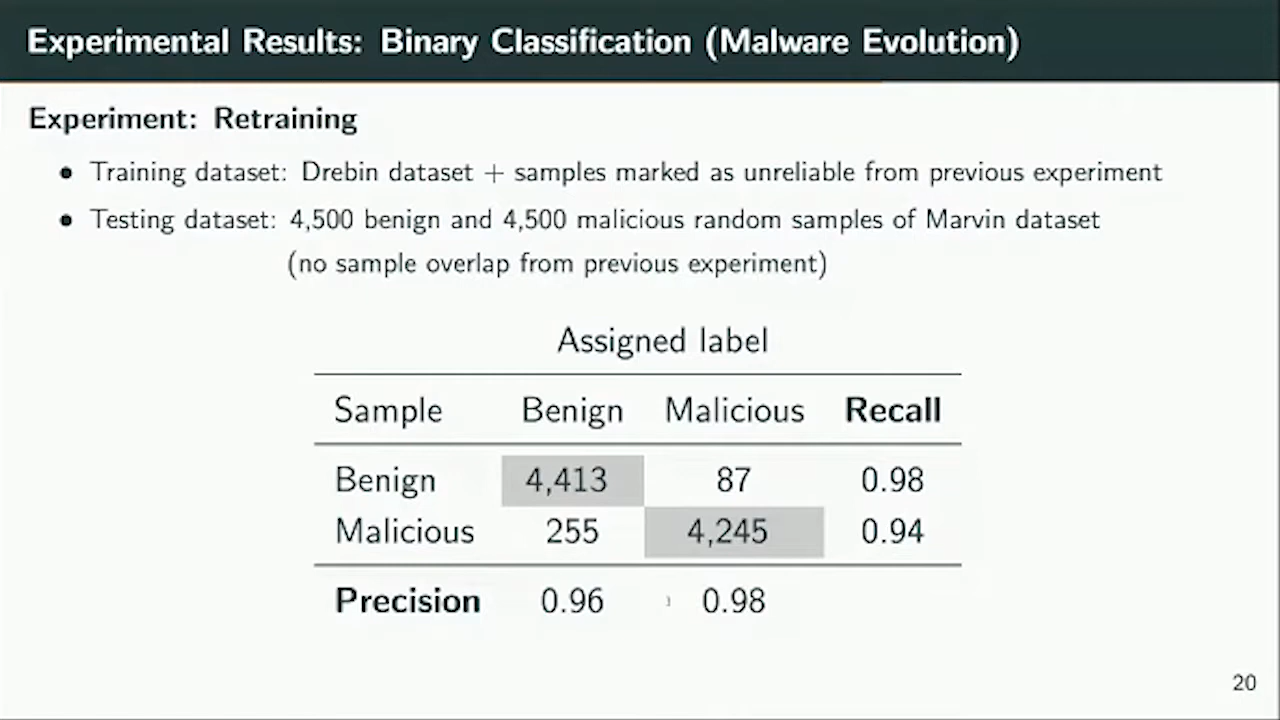 Experimental Results: Binary Classification (Malware Evolution)
Experiment: Retraining
• Training dataset: Drebin dataset + samples marked as unreliable from previous experiment
• Testing dataset: 4,500 benign and 4,500 malicious random samples of Marvin dataset
(no sample overlap from previous experiment)
Assigned label
Sample Benign Malicious Recall
Benign 4,413 87 0.98
Malicious 255 4,245 0.94
Precision 0.96 0.98
20